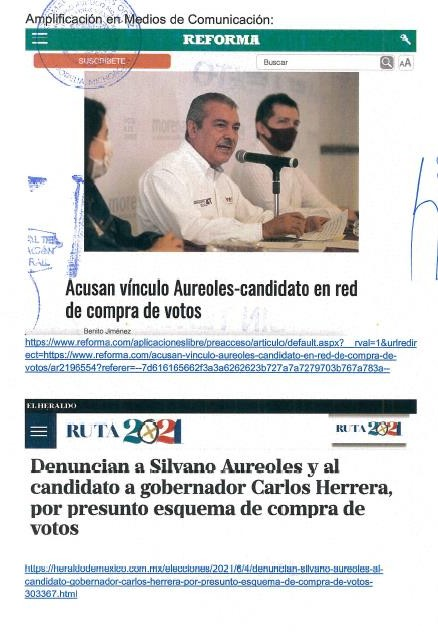 Amplificación en Medios de Comunicación:
REFORMA
SUSCRÍBETE
Buscar
AA
morena
Acusan vínculo Aureoles-candidato en red
de compra de votos
Benito Jiménez
https://www.reforma.com/aplicacioneslibre/preacceso/articulo/default.aspx?__rval=1&urlredir
ect=https://www.reforma.com/acusan-vinculo-aureoles-candidato-en-red-de-compra-de-
votos/ar2196554?referer=--7d616165662f3a3a6262623b727a7a7279703b767a783a--
EL HERALDO
RUTA 2021
RUTA 2021
Denuncian a Silvano Aureoles y al
candidato a gobernador Carlos Herrera,
por presunto esquema de compra de
votos
https://heraldodemexico.com.mx/elecciones/2021/6/4/denuncian-silvano-aureoles-al-
candidato-gobernador-carlos-herrera-por-presunto-esquema-de-compra-de-votos-
303367.html